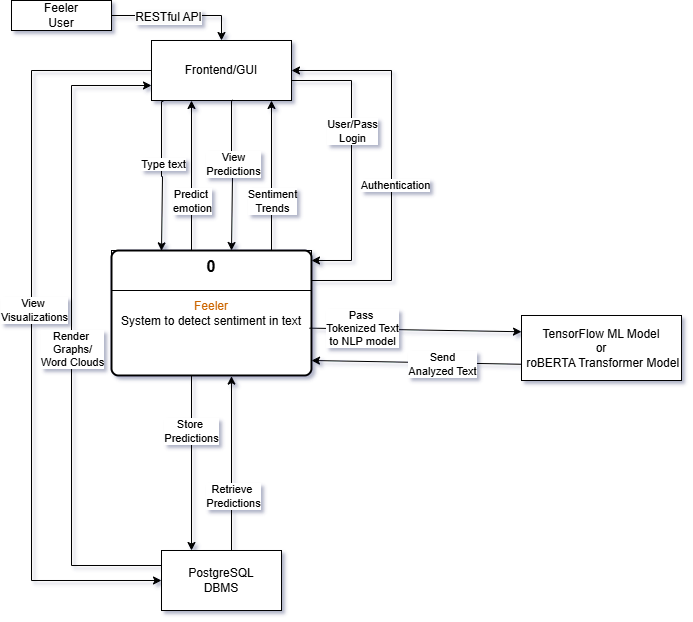 Feeler
User
RESTful API
Frontend/GUI
User/Pass
Login
Type text
View
Predictions
Authentication
Predict
emotion
Sentiment
Trends
0
Feeler
System to detect sentiment in text
View
Visualizations
Pass
Tokenized Text
to NLP model
TensorFlow ML Model
or
roBERTA Transformer Model
Render
Graphs/
Word Clouds
Send
Analyzed Text
Store
Predictions
Retrieve
Predictions
PostgreSQL
DBMS